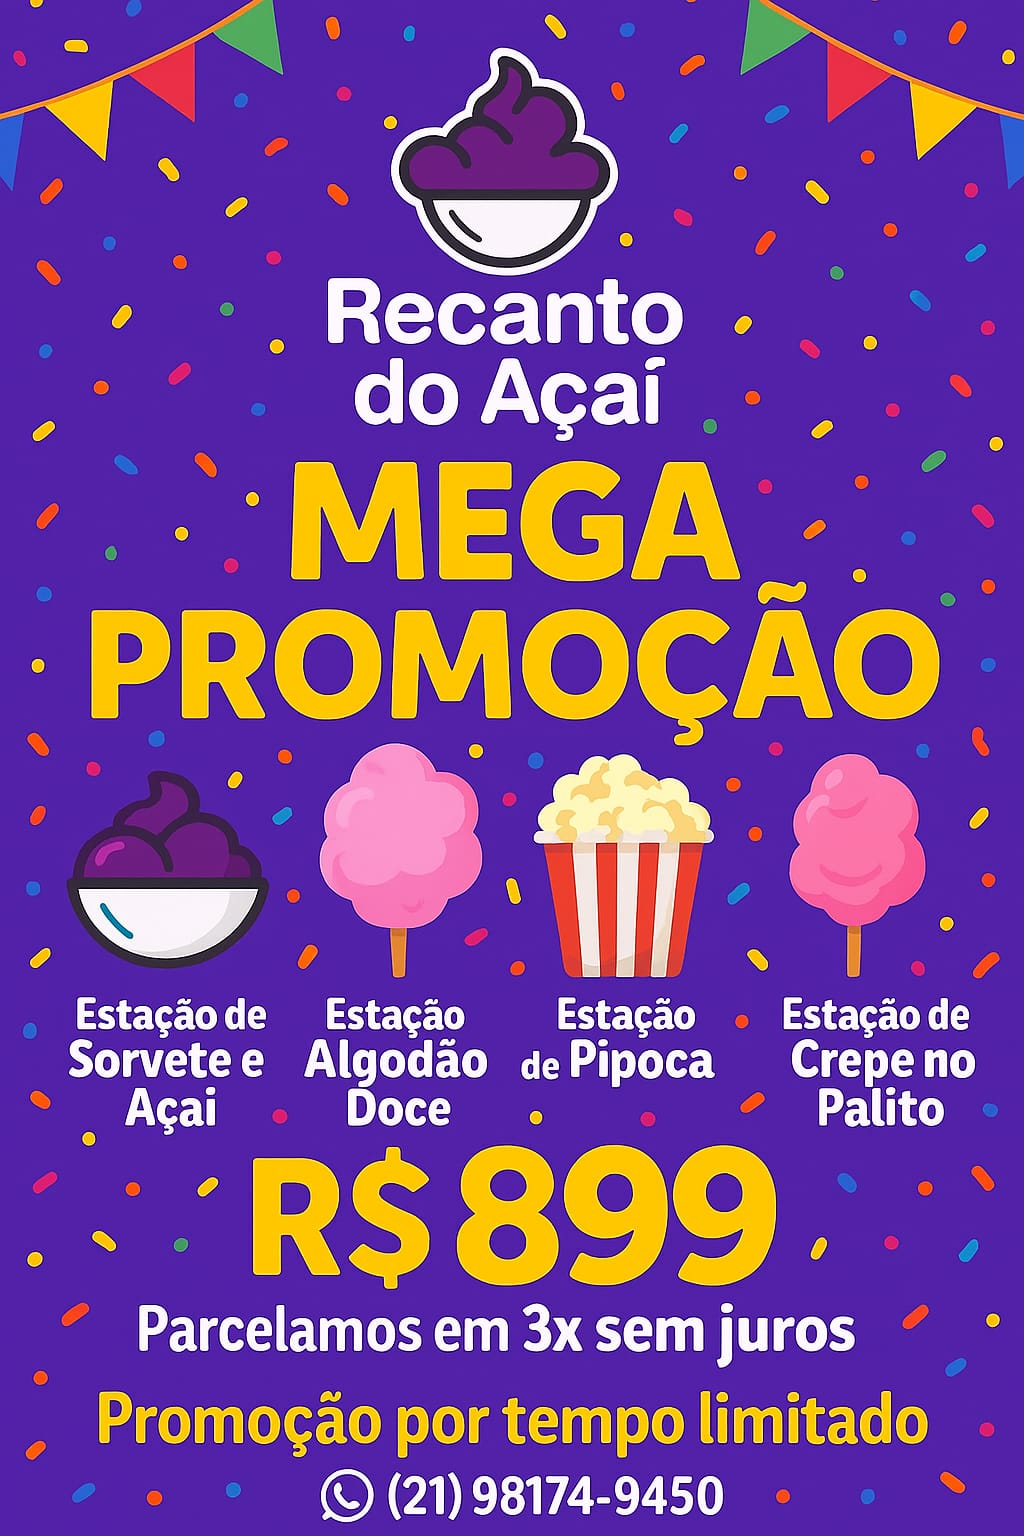 Recanto
do Açaí
MEGA
PROMOÇÃO
Estação de
Sorvete e
Açai
Estação
Algodão
Doce
Estação
de Pipoca
Estação de
Crepe no
Palito
R$ 899
Parcelamos em 3x sem juros
Promoção por tempo limitado
(21) 98174-9450